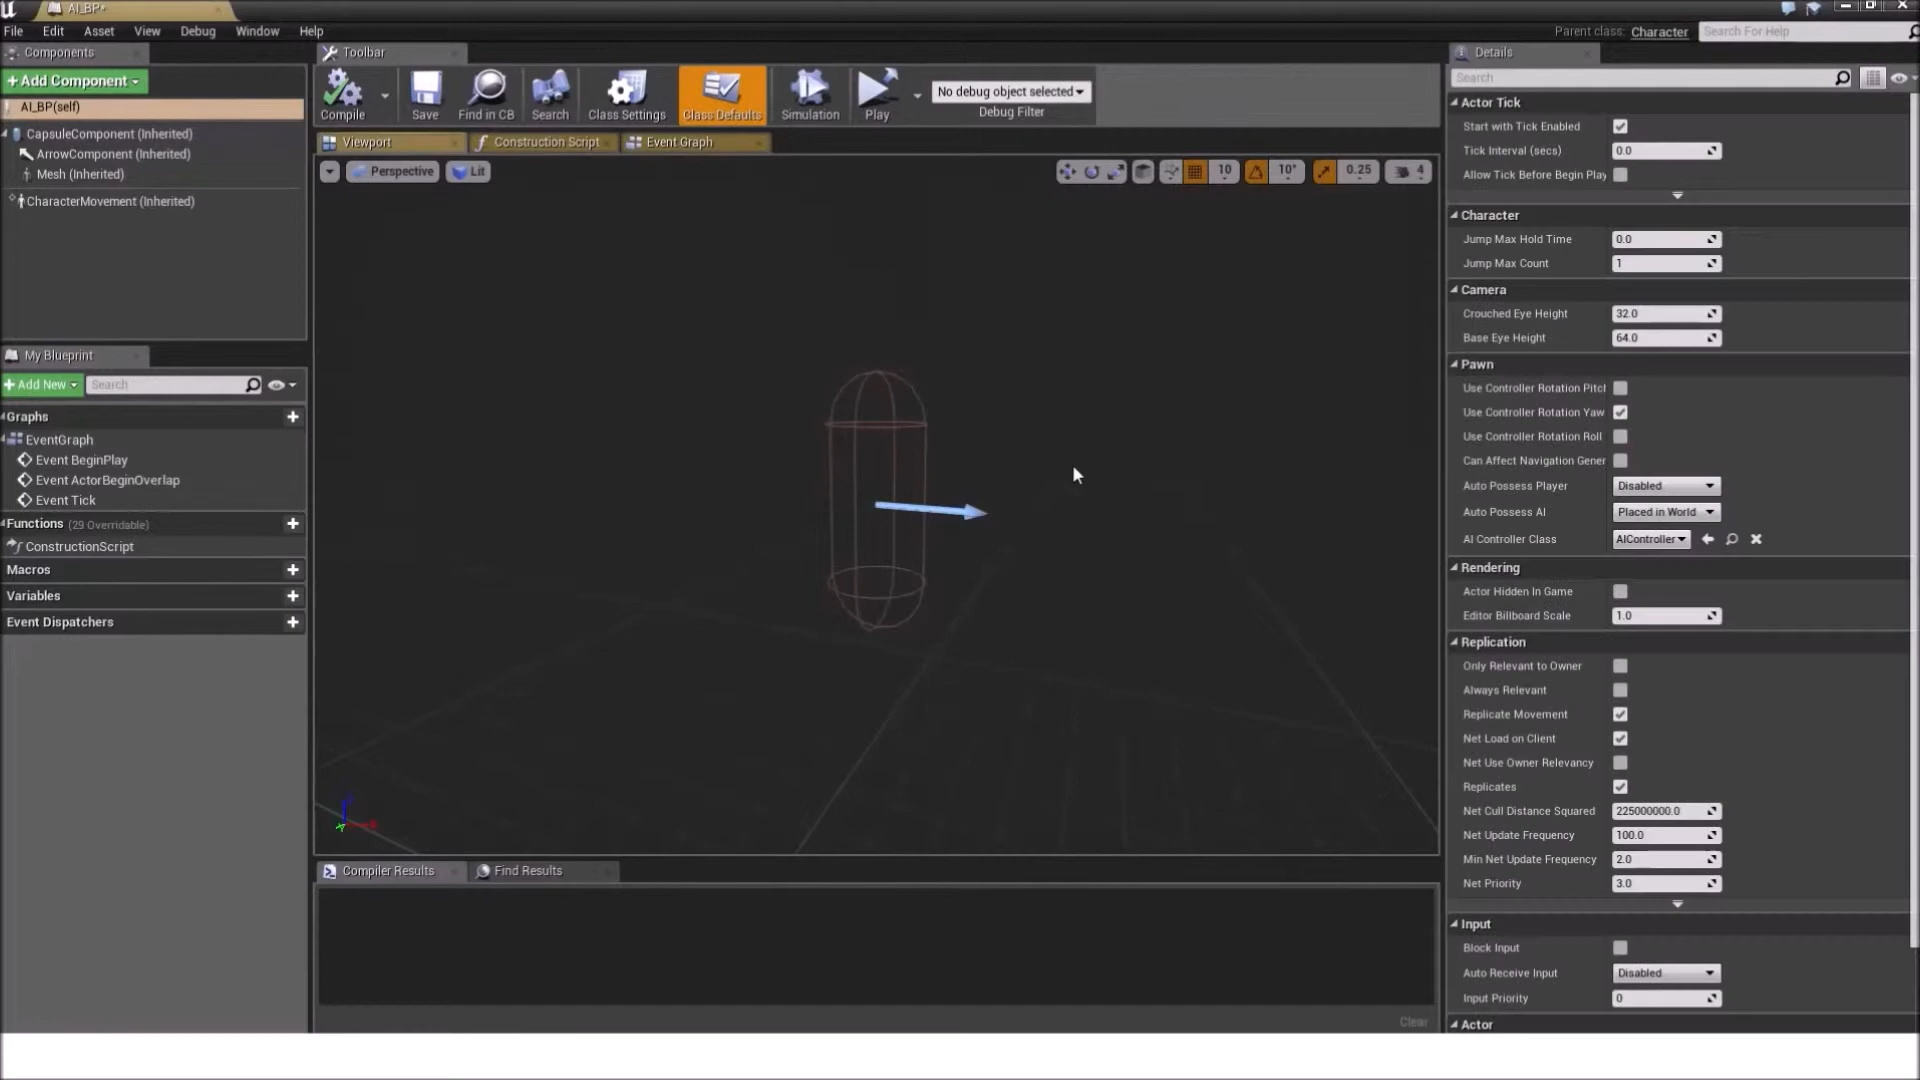 AI_BP*
File Edit Asset View Debug Window Help
Parent class: Character
Search For Help
Components
+Add Component
AI_BP(self)
CapsuleComponent (Inherited)
ArrowComponent (Inherited)
Mesh (Inherited)
CharacterMovement (Inherited)
My Blueprint
+Add New
Search
Graphs
EventGraph
Event BeginPlay
Event ActorBeginOverlap
Event Tick
Functions (29 Overridable)
ConstructionScript
Macros
Variables
Event Dispatchers
Toolbar
Compile
Save
Find in CB
Search
Class Settings
Class Defaults
Simulation
Play
No debug object selected
Debug Filter
Viewport
Construction Script
Event Graph
Perspective
Lit
10
10°
0.25
4
Compiler Results
Find Results
Clear
Details
Search
Actor Tick
Start with Tick Enabled
Tick Interval (secs) 0.0
Allow Tick Before Begin Play
Character
Jump Max Hold Time 0.0
Jump Max Count 1
Camera
Crouched Eye Height 32.0
Base Eye Height 64.0
Pawn
Use Controller Rotation Pitch
Use Controller Rotation Yaw
Use Controller Rotation Roll
Can Affect Navigation Gener
Auto Possess Player Disabled
Auto Possess AI Placed in World
AI Controller Class AIController
Rendering
Actor Hidden In Game
Editor Billboard Scale 1.0
Replication
Only Relevant to Owner
Always Relevant
Replicate Movement
Net Load on Client
Net Use Owner Relevancy
Replicates
Net Cull Distance Squared 225000000.0
Net Update Frequency 100.0
Min Net Update Frequency 2.0
Net Priority 3.0
Input
Block Input
Auto Receive Input Disabled
Input Priority 0
Actor